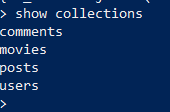 > show collections
comments
movies
posts
users
>